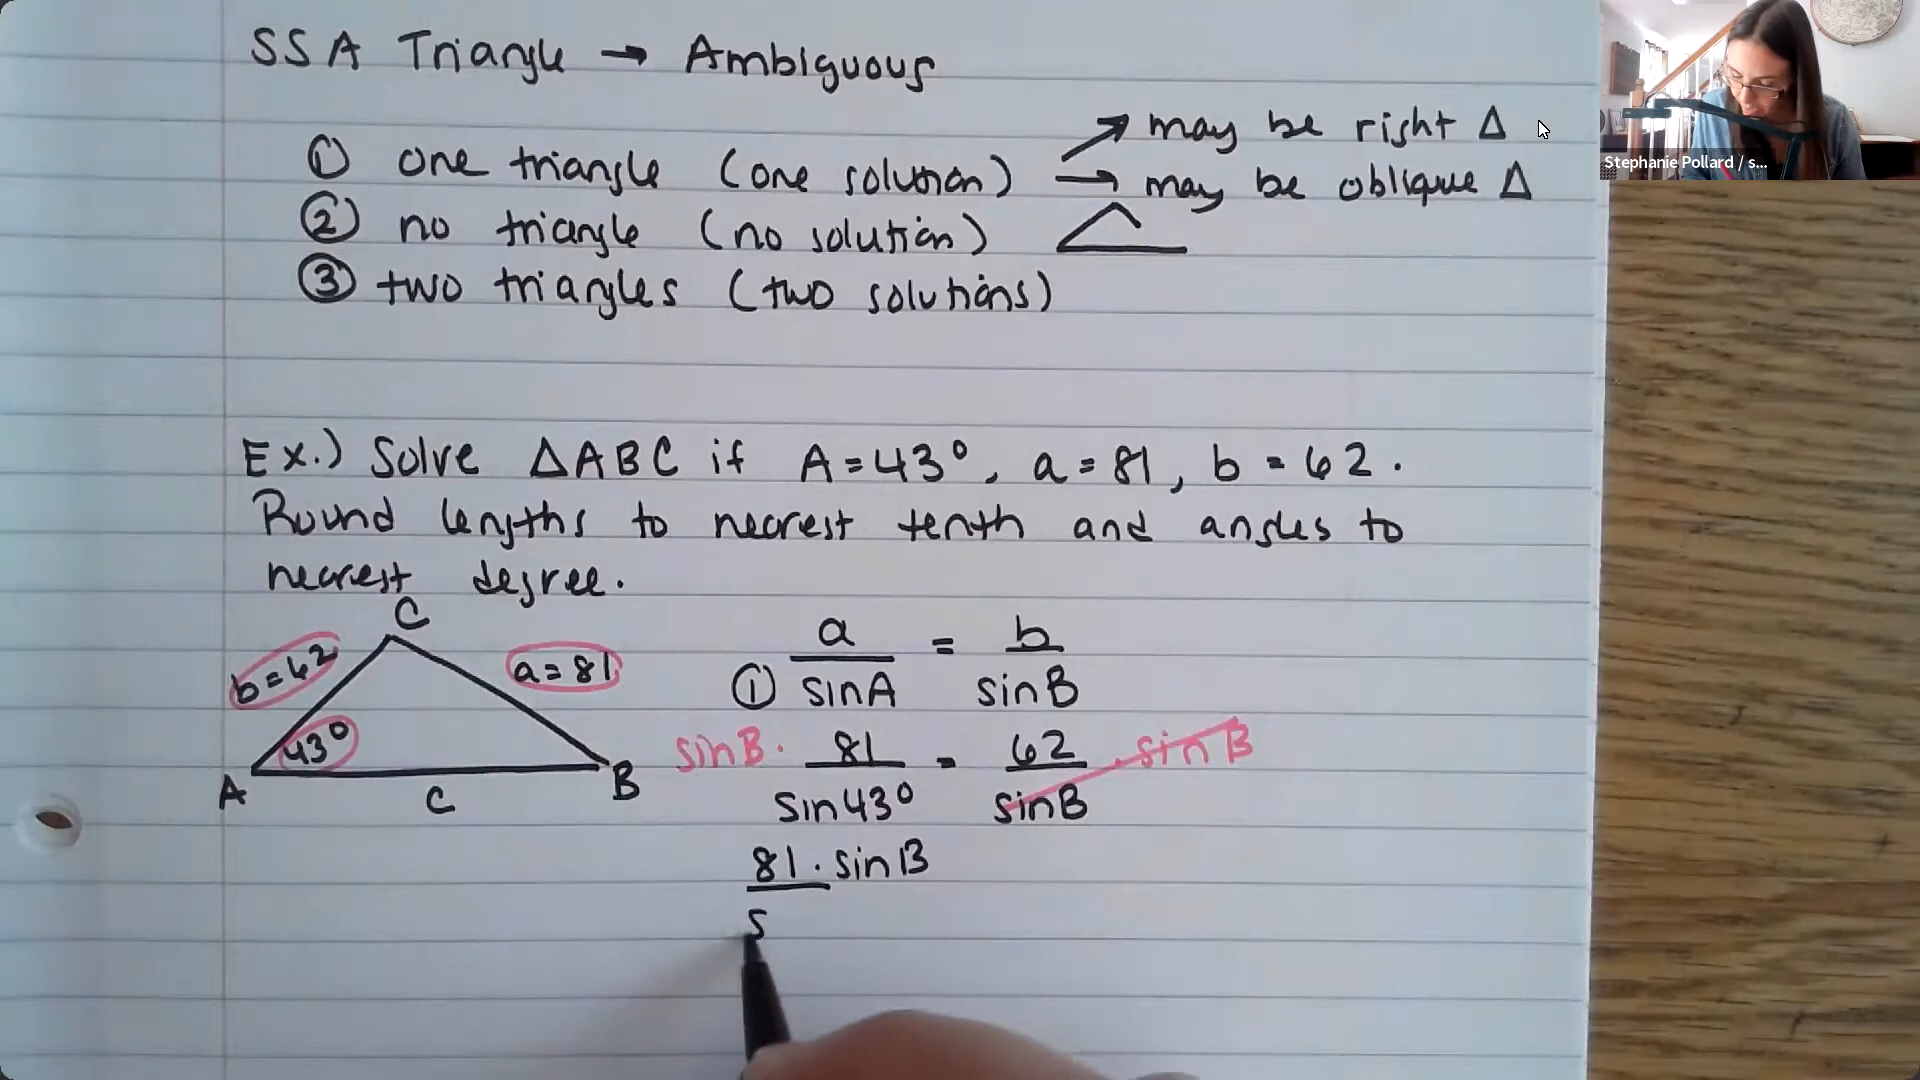 SSA Triangle → Ambiguous
① one triangle (one solution) → may be right Δ
→ may be oblique Δ
② no triangle (no solution)
③ two triangles (two solutions)
Ex.) Solve ΔABC if A=43°, a=81, b=62.
Round lengths to nearest tenth and angles to
nearest degree.
C
b=62
a=81
43°
A
B
C
① a/sinA = b/sinB
sinB · 81/sin43° = 62/sinB · sinB
81/s · sinB
Stephanie Pollard / s...